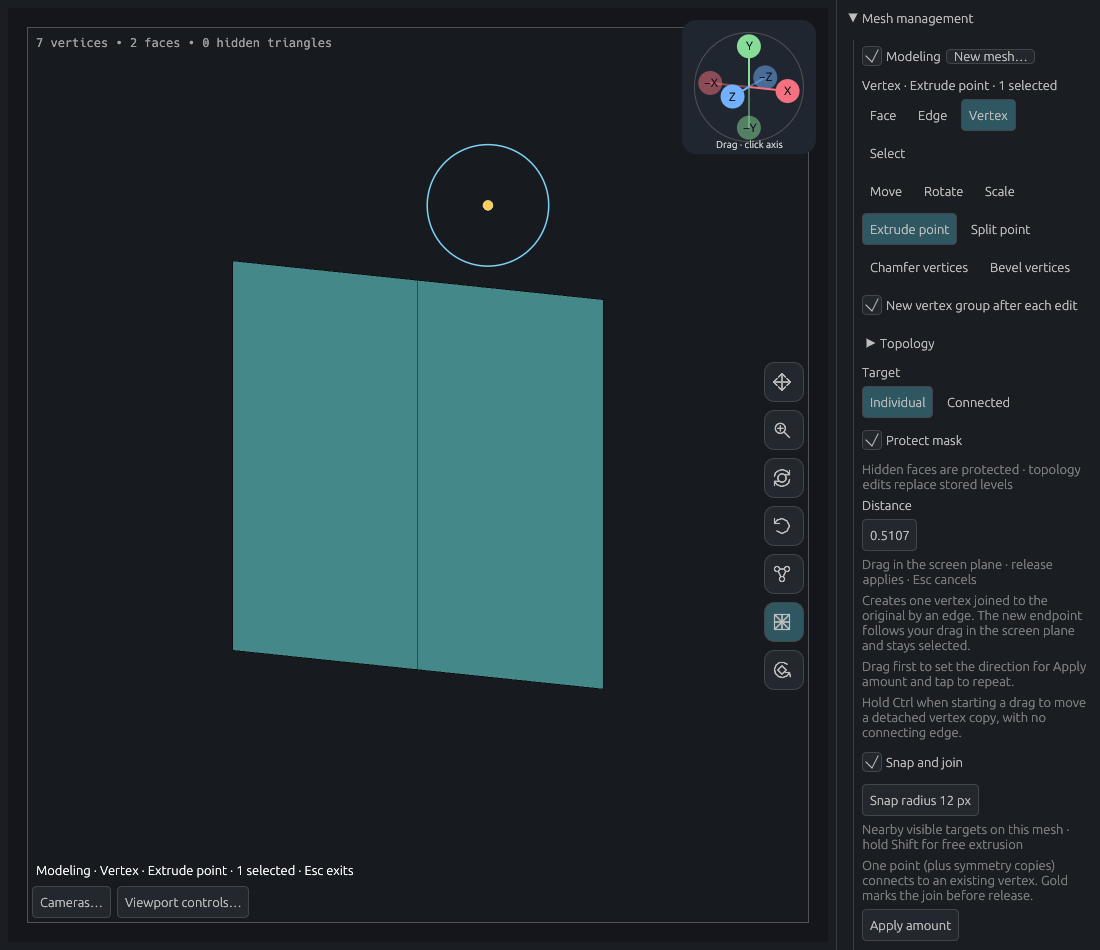 7 vertices • 2 faces • 0 hidden triangles
Y
-X
-Z
Z
X
-Y
Drag · click axis
Modeling · Vertex · Extrude point · 1 selected · Esc exits
Cameras…
Viewport controls…
Mesh management
Modeling
New mesh…
Vertex · Extrude point · 1 selected
Face
Edge
Vertex
Select
Move
Rotate
Scale
Extrude point
Split point
Chamfer vertices
Bevel vertices
New vertex group after each edit
Topology
Target
Individual
Connected
Protect mask
Hidden faces are protected · topology
edits replace stored levels
Distance
0.5107
Drag in the screen plane · release
applies · Esc cancels
Creates one vertex joined to the
original by an edge. The new endpoint
follows your drag in the screen plane
and stays selected.
Drag first to set the direction for Apply
amount and tap to repeat.
Hold Ctrl when starting a drag to move
a detached vertex copy, with no
connecting edge.
Snap and join
Snap radius 12 px
Nearby visible targets on this mesh ·
hold Shift for free extrusion
One point (plus symmetry copies)
connects to an existing vertex. Gold
marks the join before release.
Apply amount